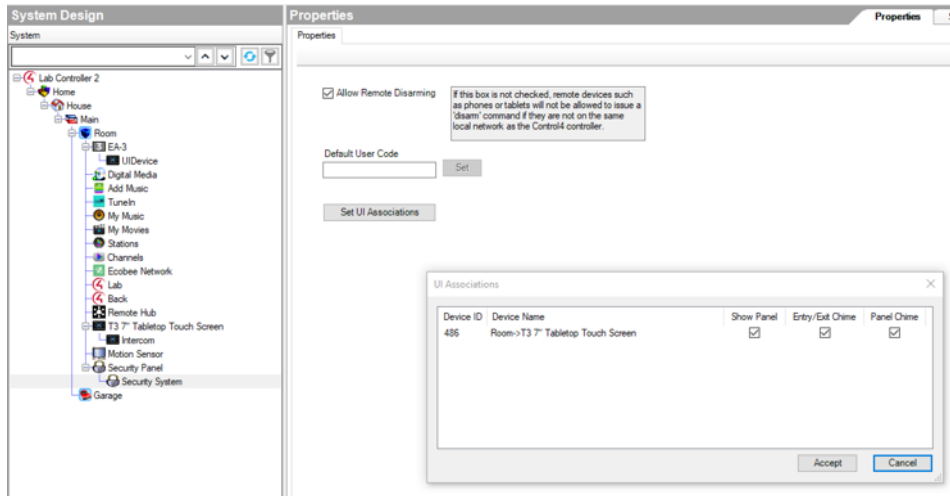 System Design
System
Lab Controller 2
Home
House
Main
Room
EA-3
UIDevice
Digital Media
Add Music
TuneIn
My Music
My Movies
Stations
Channels
Ecobee Network
Lab
Back
Remote Hub
T3 7" Tabletop Touch Screen
Intercom
Motion Sensor
Security Panel
Security System
Garage
Properties
Properties
Properties
Allow Remote Disarming
If this box is not checked, remote devices such
as phones or tablets will not be allowed to issue a
'disarm' command if they are not on the same
local network as the Control4 controller.
Default User Code
Set
Set UI Associations
UI Associations
Device ID Device Name Show Panel Entry/Exit Chime Panel Chime
486 Room->T3 7" Tabletop Touch Screen
Accept Cancel